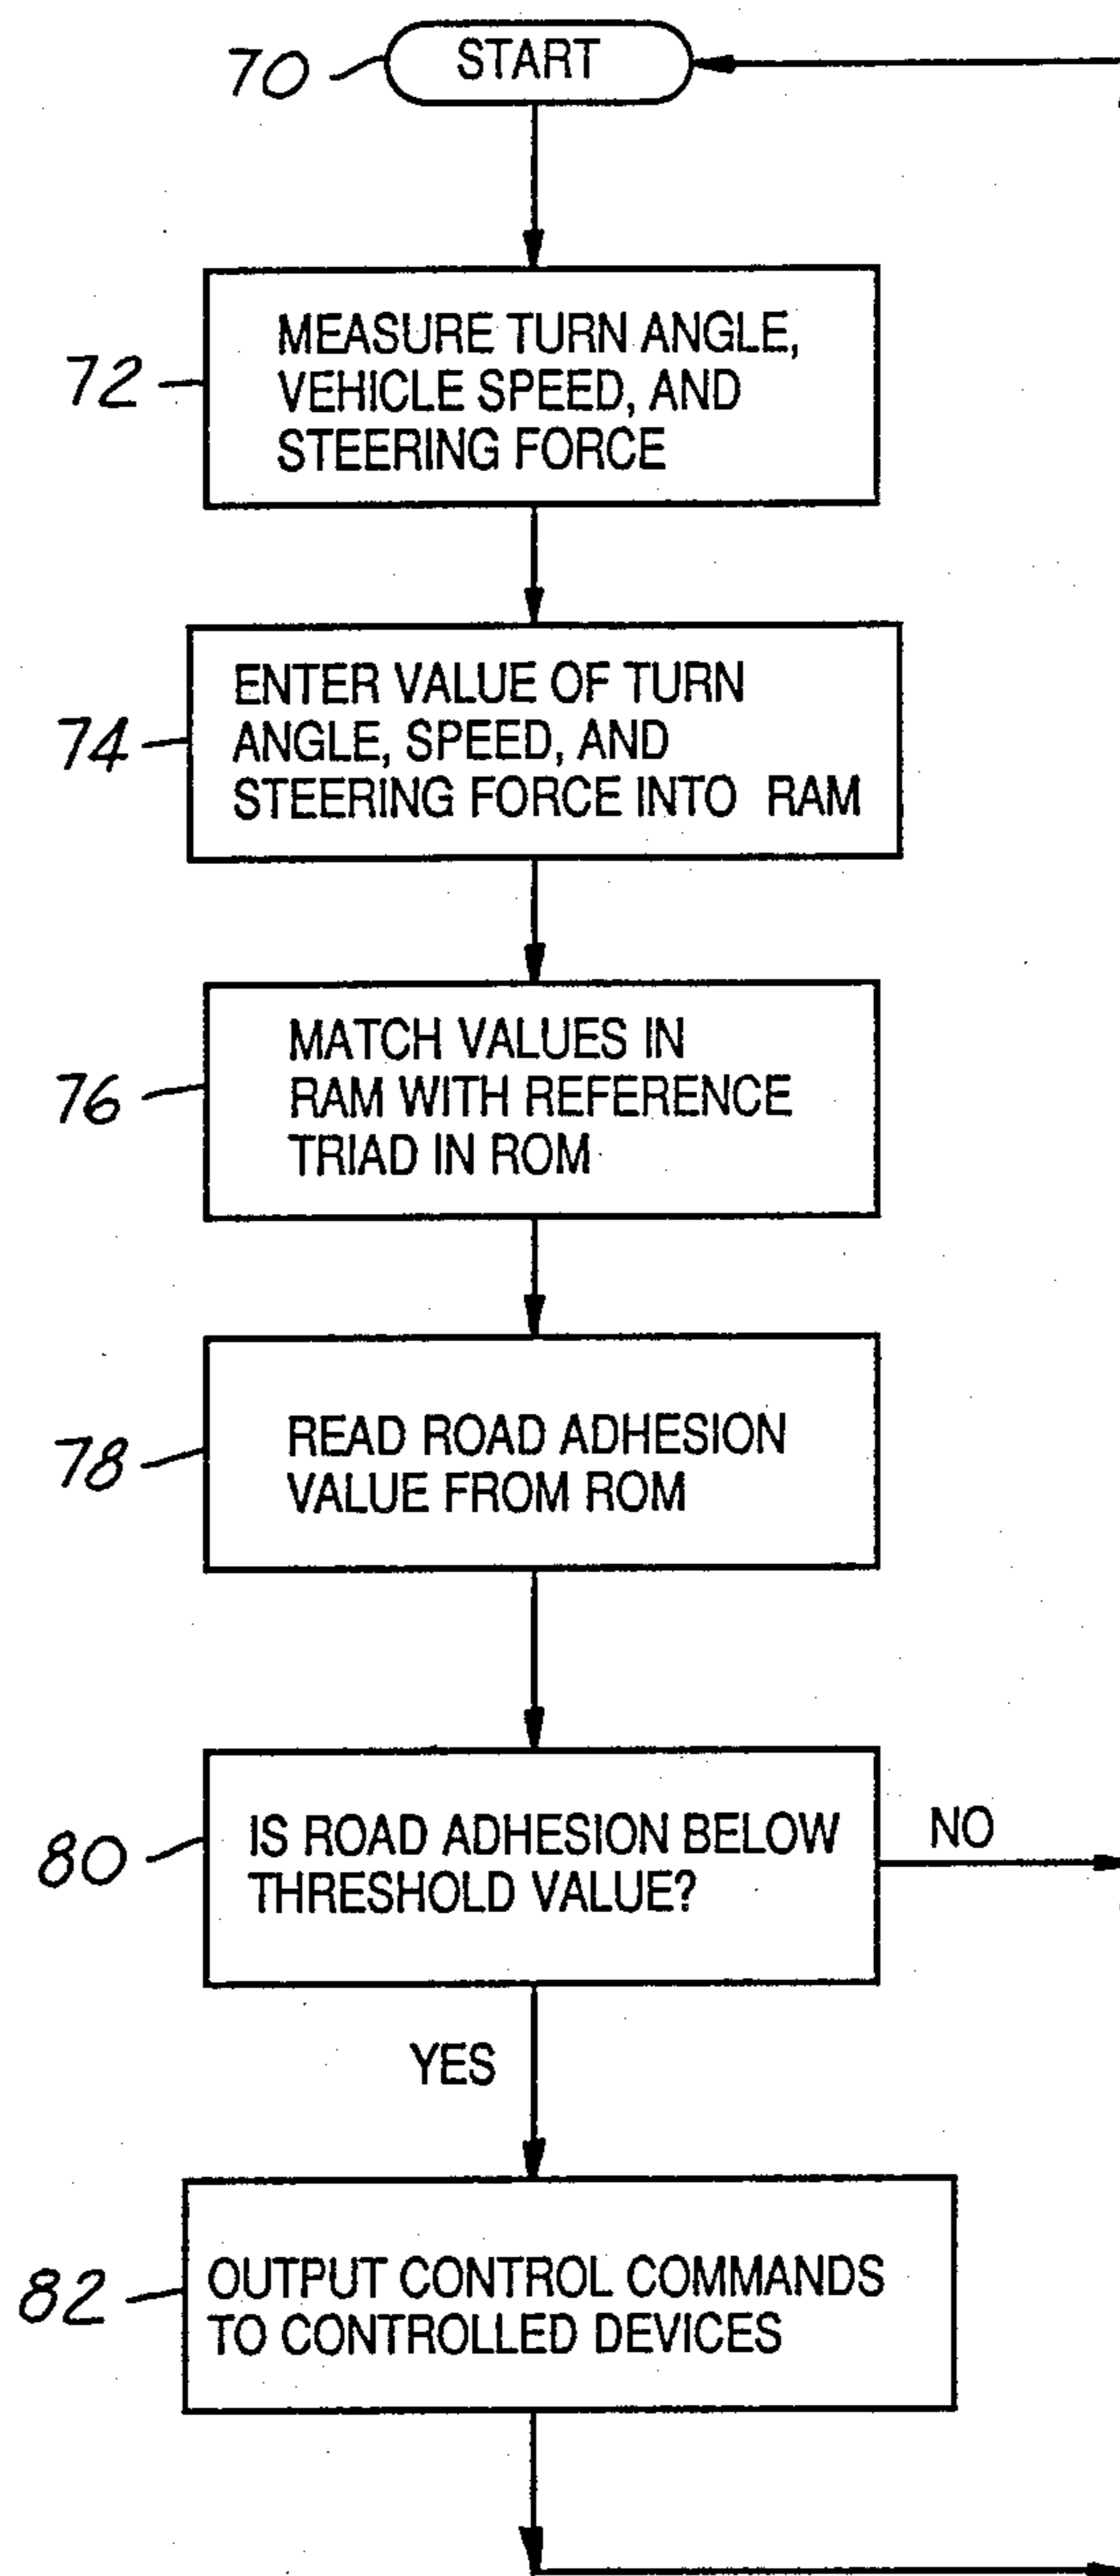 70
START
72
MEASURE TURN ANGLE,
VEHICLE SPEED, AND
STEERING FORCE
74
ENTER VALUE OF TURN
ANGLE, SPEED, AND
STEERING FORCE INTO RAM
76
MATCH VALUES IN
RAM WITH REFERENCE
TRIAD IN ROM
78
READ ROAD ADHESION
VALUE FROM ROM
80
IS ROAD ADHESION BELOW
THRESHOLD VALUE?
NO
YES
82
OUTPUT CONTROL COMMANDS
TO CONTROLLED DEVICES